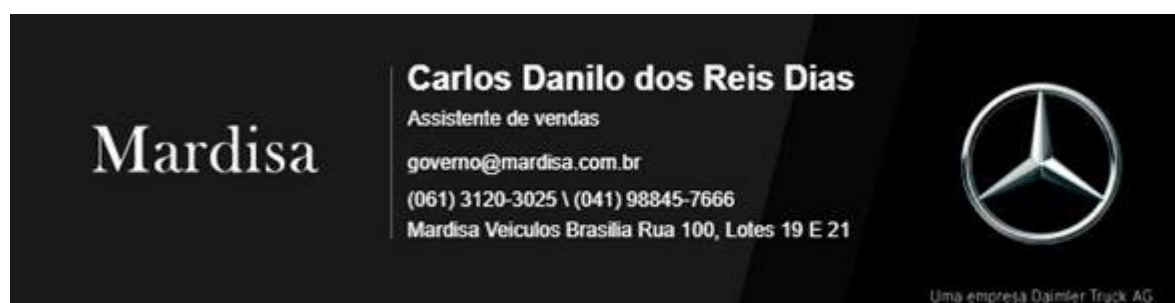 Mardisa
Carlos Danilo dos Reis Dias
Assistente de vendas
governo@mardisa.com.br
(061) 3120-3025 \ (041) 98845-7666
Mardisa Veiculos Brasilia Rua 100, Lotes 19 E 21
Uma empresa Daimler Truck AG